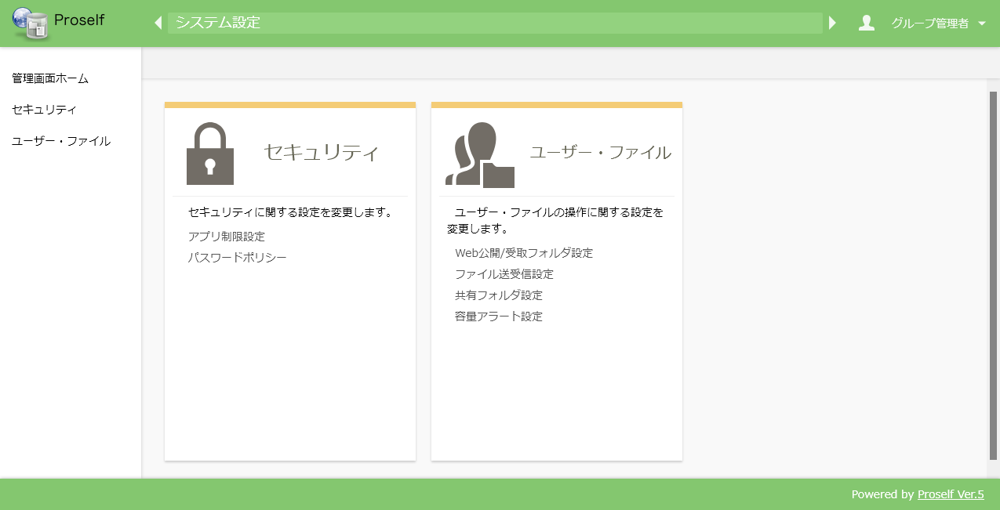 Proself
システム設定
グループ管理者
管理画面ホーム
セキュリティ
ユーザー・ファイル
セキュリティ
セキュリティに関する設定を変更します。
アプリ制限設定
パスワードポリシー
ユーザー・ファイル
ユーザー・ファイルの操作に関する設定を
変更します。
Web公開/受取フォルダ設定
ファイル送受信設定
共有フォルダ設定
容量アラート設定
Powered by Proself Ver.5